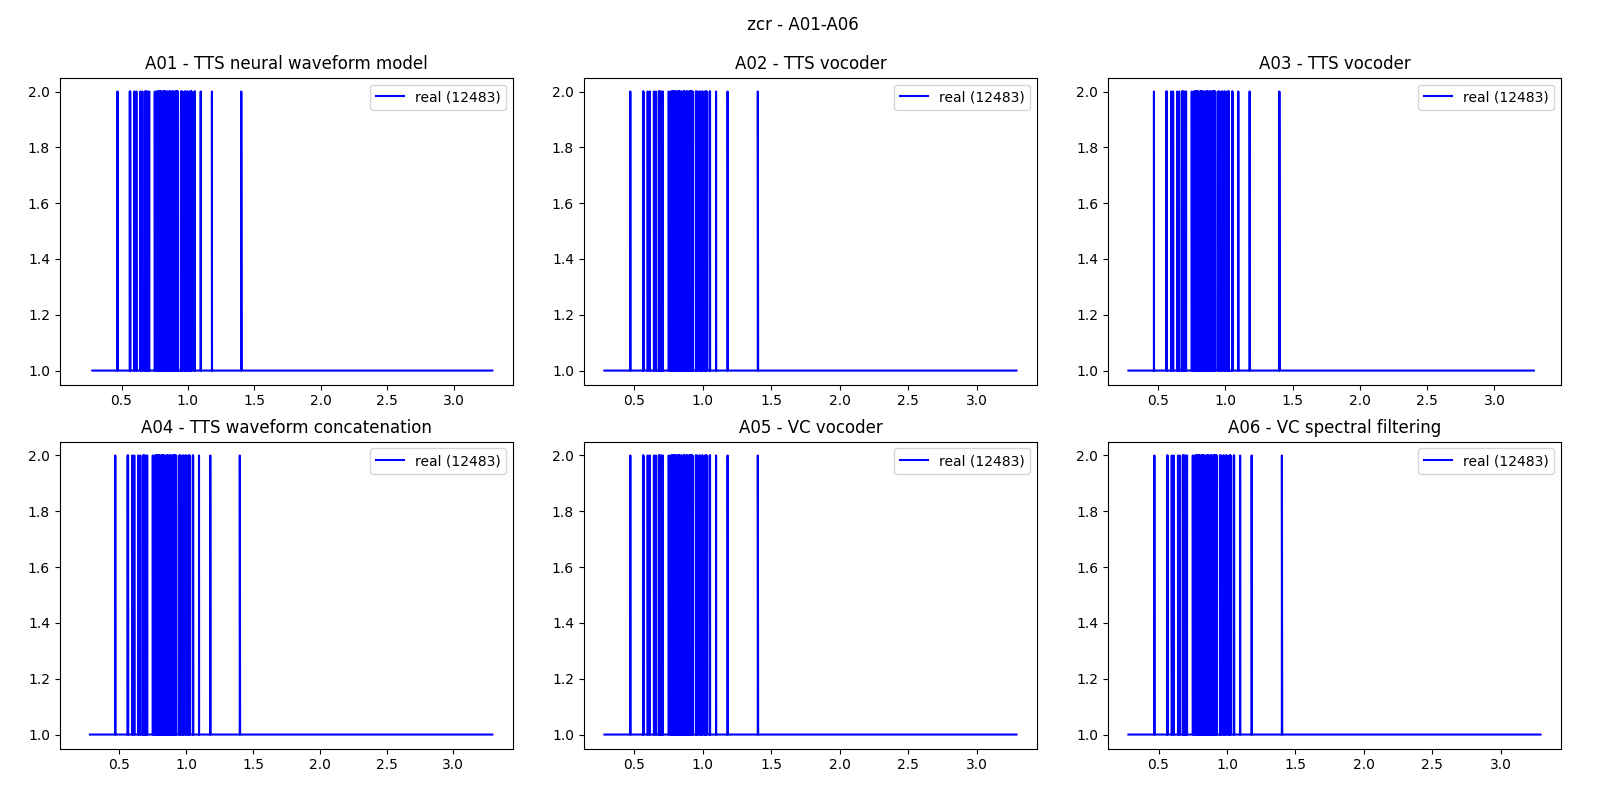 zcr - A01-A06
A01 - TTS neural waveform model
2.0
1.8
1.6
1.4
1.2
1.0
real (12483)
0.5 1.0 1.5 2.0 2.5 3.0
A02 - TTS vocoder
2.0
1.8
1.6
1.4
1.2
1.0
real (12483)
0.5 1.0 1.5 2.0 2.5 3.0
A03 - TTS vocoder
2.0
1.8
1.6
1.4
1.2
1.0
real (12483)
0.5 1.0 1.5 2.0 2.5 3.0
A04 - TTS waveform concatenation
2.0
1.8
1.6
1.4
1.2
1.0
real (12483)
0.5 1.0 1.5 2.0 2.5 3.0
A05 - VC vocoder
2.0
1.8
1.6
1.4
1.2
1.0
real (12483)
0.5 1.0 1.5 2.0 2.5 3.0
A06 - VC spectral filtering
2.0
1.8
1.6
1.4
1.2
1.0
real (12483)
0.5 1.0 1.5 2.0 2.5 3.0